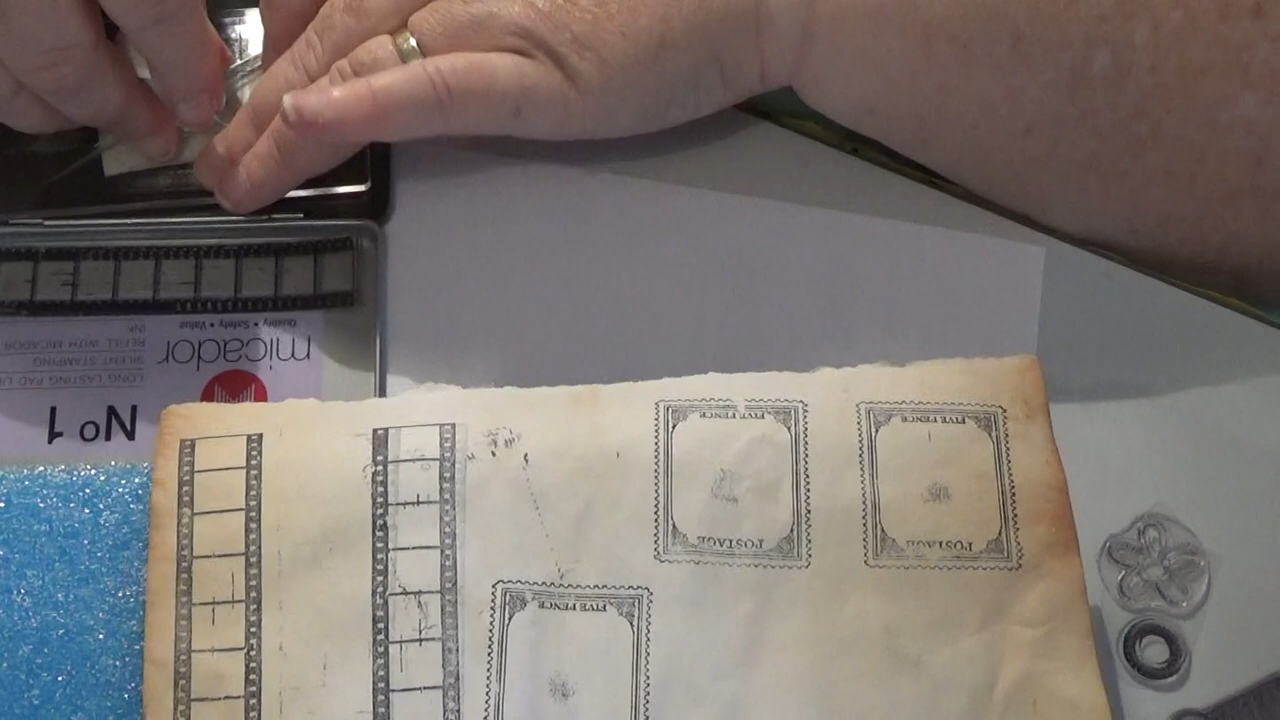 Quality • Safety • Value
micador
REFILL WITH MICADOR
INK
SILENT STAMPING
LONG LASTING PAD
No 1
FIVE PENCE
POSTAGE
FIVE PENCE
POSTAGE
FIVE PENCE